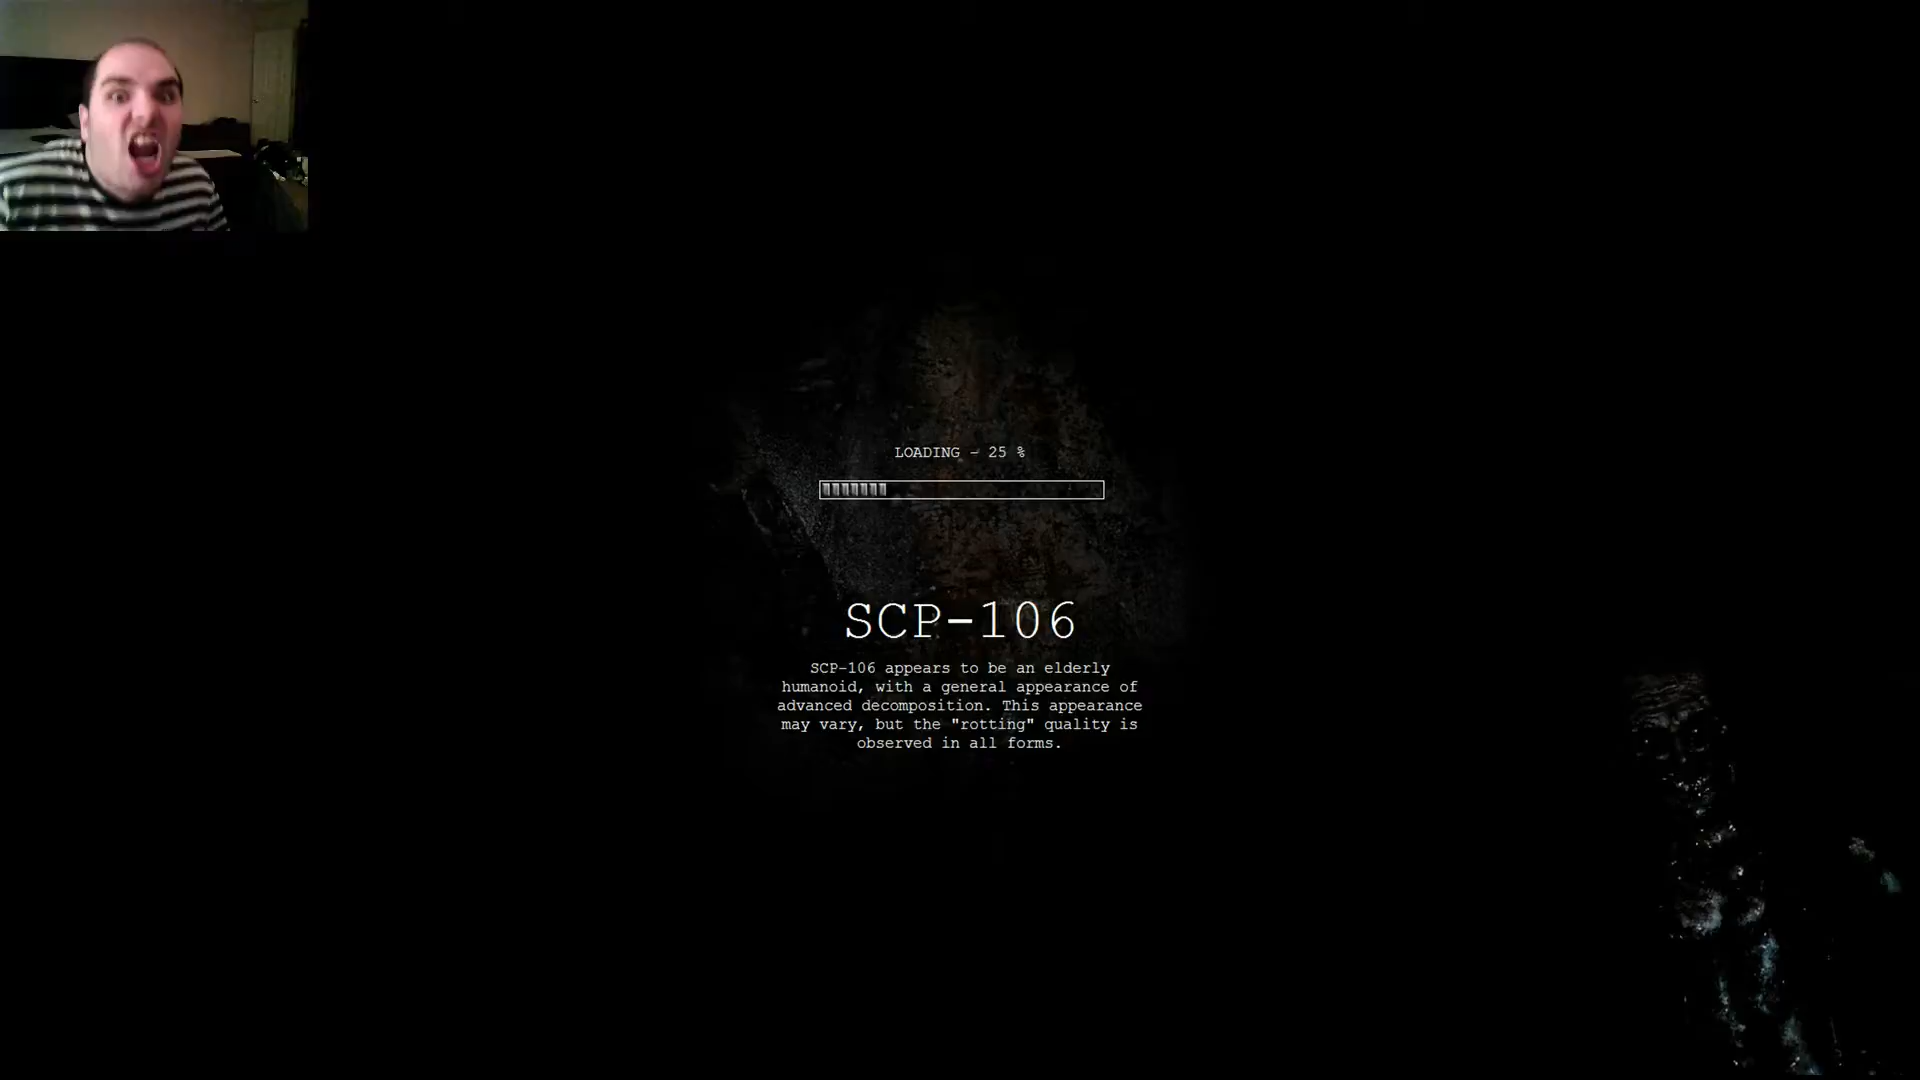 LOADING - 25 %
SCP-106
SCP-106 appears to be an elderly
humanoid, with a general appearance of
advanced decomposition. This appearance
may vary, but the "rotting" quality is
observed in all forms.